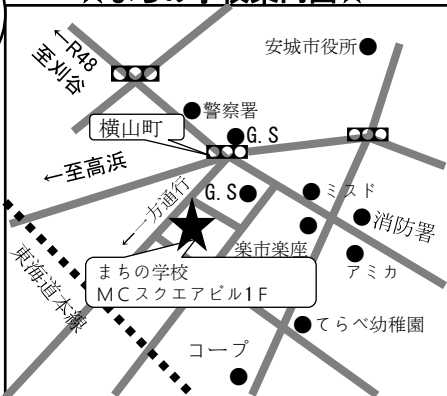 まちの学校案内図
←R48
至刈谷
安城市役所
警察署
横山町
G.S
←至高浜
←一方通行
G.S
ミスド
消防署
楽市楽座
アミカ
まちの学校
MCスクエアビル1F
東海道本線
てらべ幼稚園
コープ